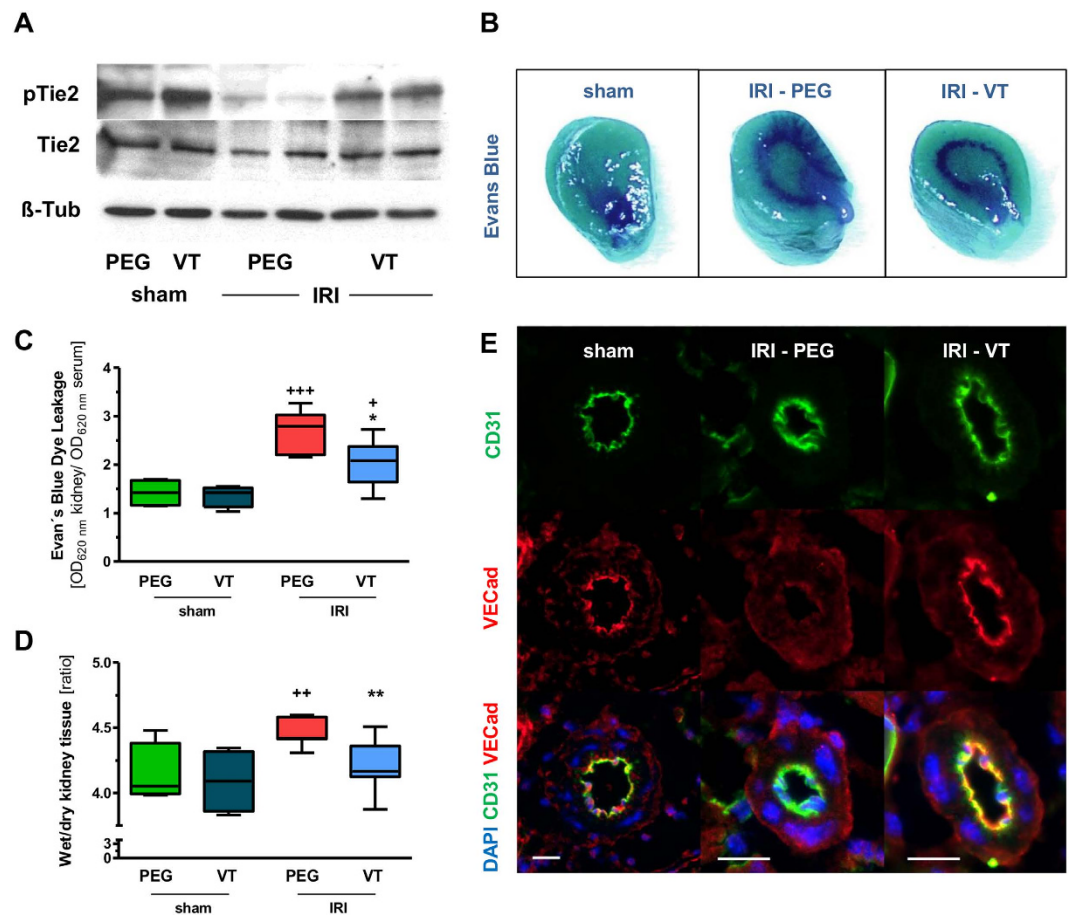 A
pTie2
Tie2
ß-Tub
PEG VT PEG VT
sham IRI
B
sham IRI - PEG IRI - VT
Evans Blue
C
Evan´s Blue Dye Leakage
[OD620 nm kidney/ OD620 nm serum]
4
3
2
1
0
+++
+
*
PEG VT PEG VT
sham IRI
D
Wet/dry kidney tissue [ratio]
5.0
4.5
4.0
3
0
++
**
PEG VT PEG VT
sham IRI
E
sham IRI - PEG IRI - VT
CD31
VECad
DAPI CD31 VECad